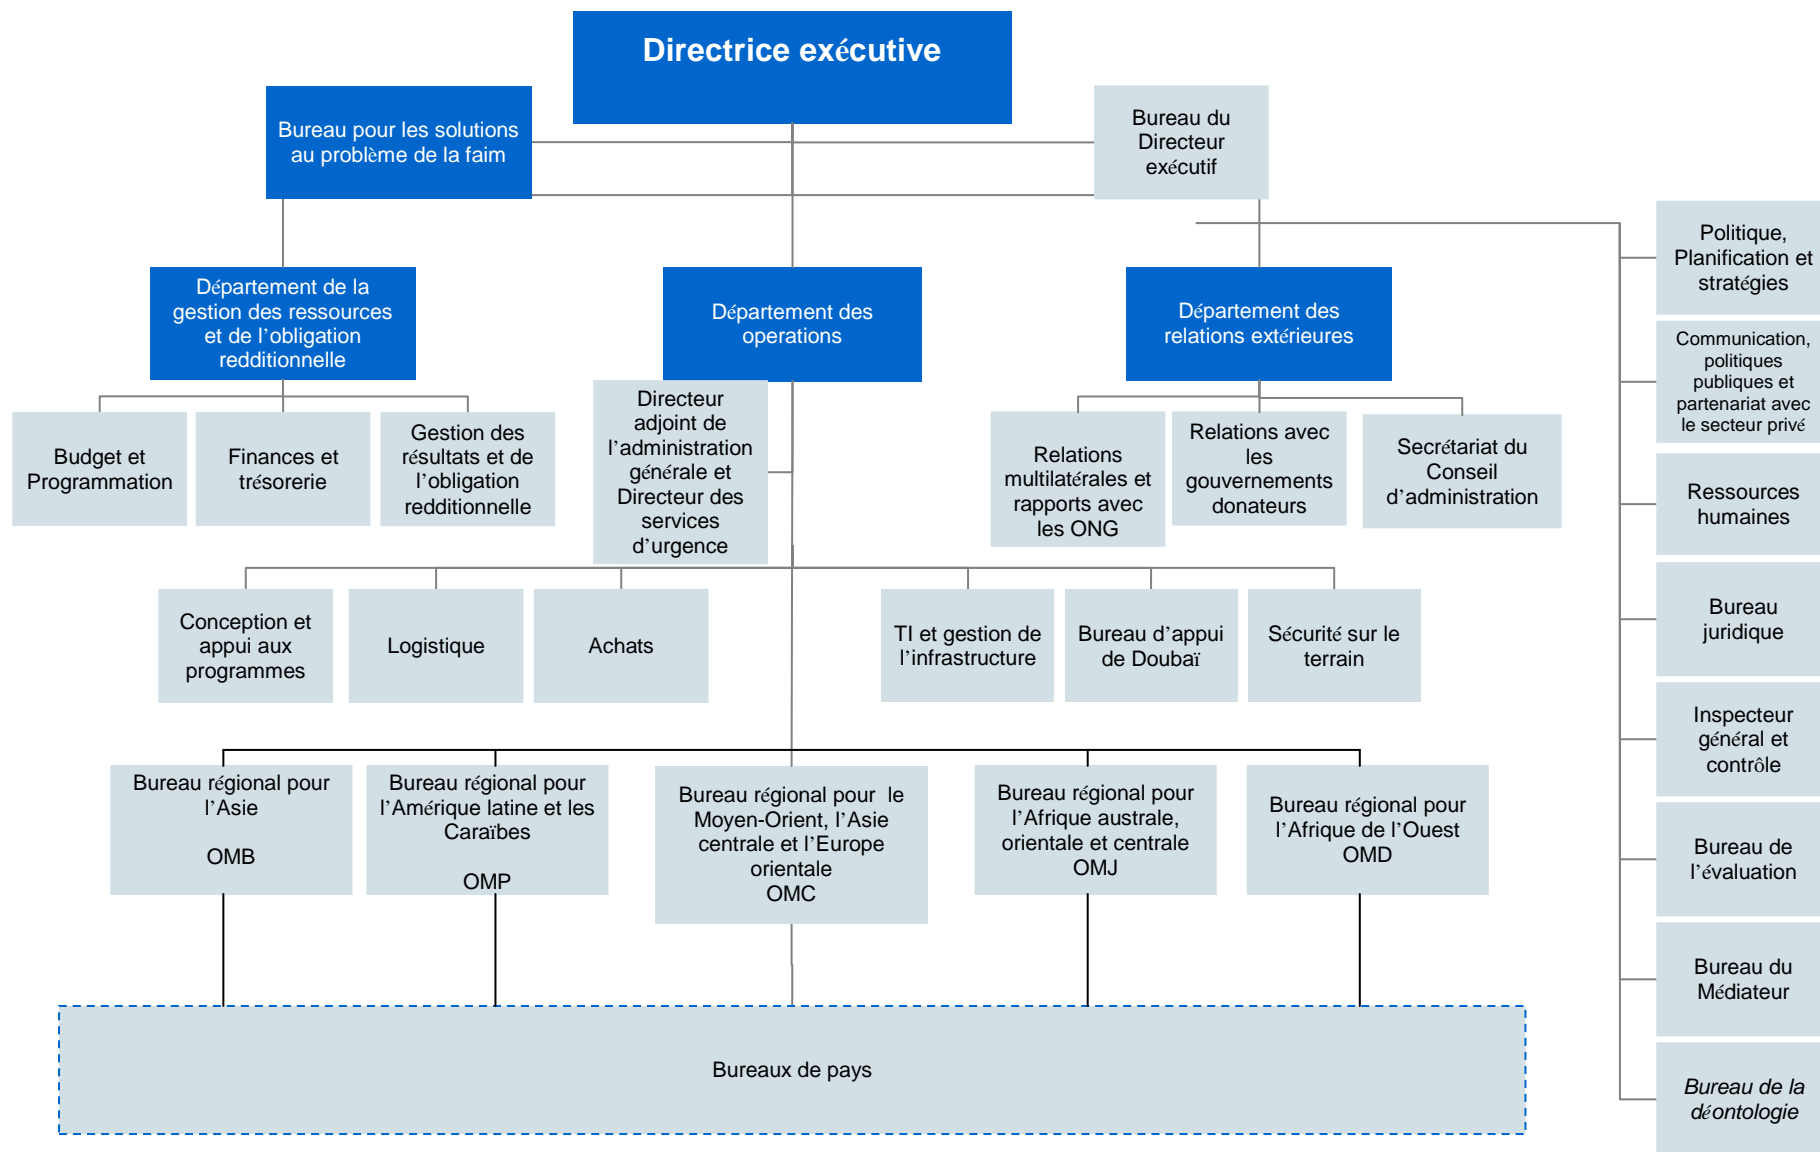 Directrice exécutive
Bureau pour les solutions
au problème de la faim
Bureau du
Directeur
exécutif
Département de la
gestion des ressources
et de l’obligation
redditionnelle
Département des
operations
Département des
relations extérieures
Budget et
Programmation
Finances et
trésorerie
Gestion des
résultats et de
l’obligation
redditionnelle
Directeur
adjoint de
l’administration
générale et
Directeur des
services
d’urgence
Relations
multilatérales et
rapports avec
les ONG
Relations avec
les
gouvernements
donateurs
Secrétariat du
Conseil
d’administration
Conception et
appui aux
programmes
Logistique
Achats
TI et gestion de
l’infrastructure
Bureau d’appui
de Doubaï
Sécurité sur le
terrain
Bureau régional pour
l’Asie
OMB
Bureau régional pour
l’Amérique latine et les
Caraïbes
OMP
Bureau régional pour  le
Moyen-Orient, l’Asie
centrale et l’Europe
orientale
OMC
Bureau régional pour
l’Afrique australe,
orientale et centrale
OMJ
Bureau régional pour
l’Afrique de l’Ouest
OMD
Bureaux de pays
Politique,
Planification et
stratégies
Communication,
politiques
publiques et
partenariat avec
le secteur privé
Ressources
humaines
Bureau
juridique
Inspecteur
général et
contrôle
Bureau de
l’évaluation
Bureau du
Médiateur
Bureau de la
déontologie